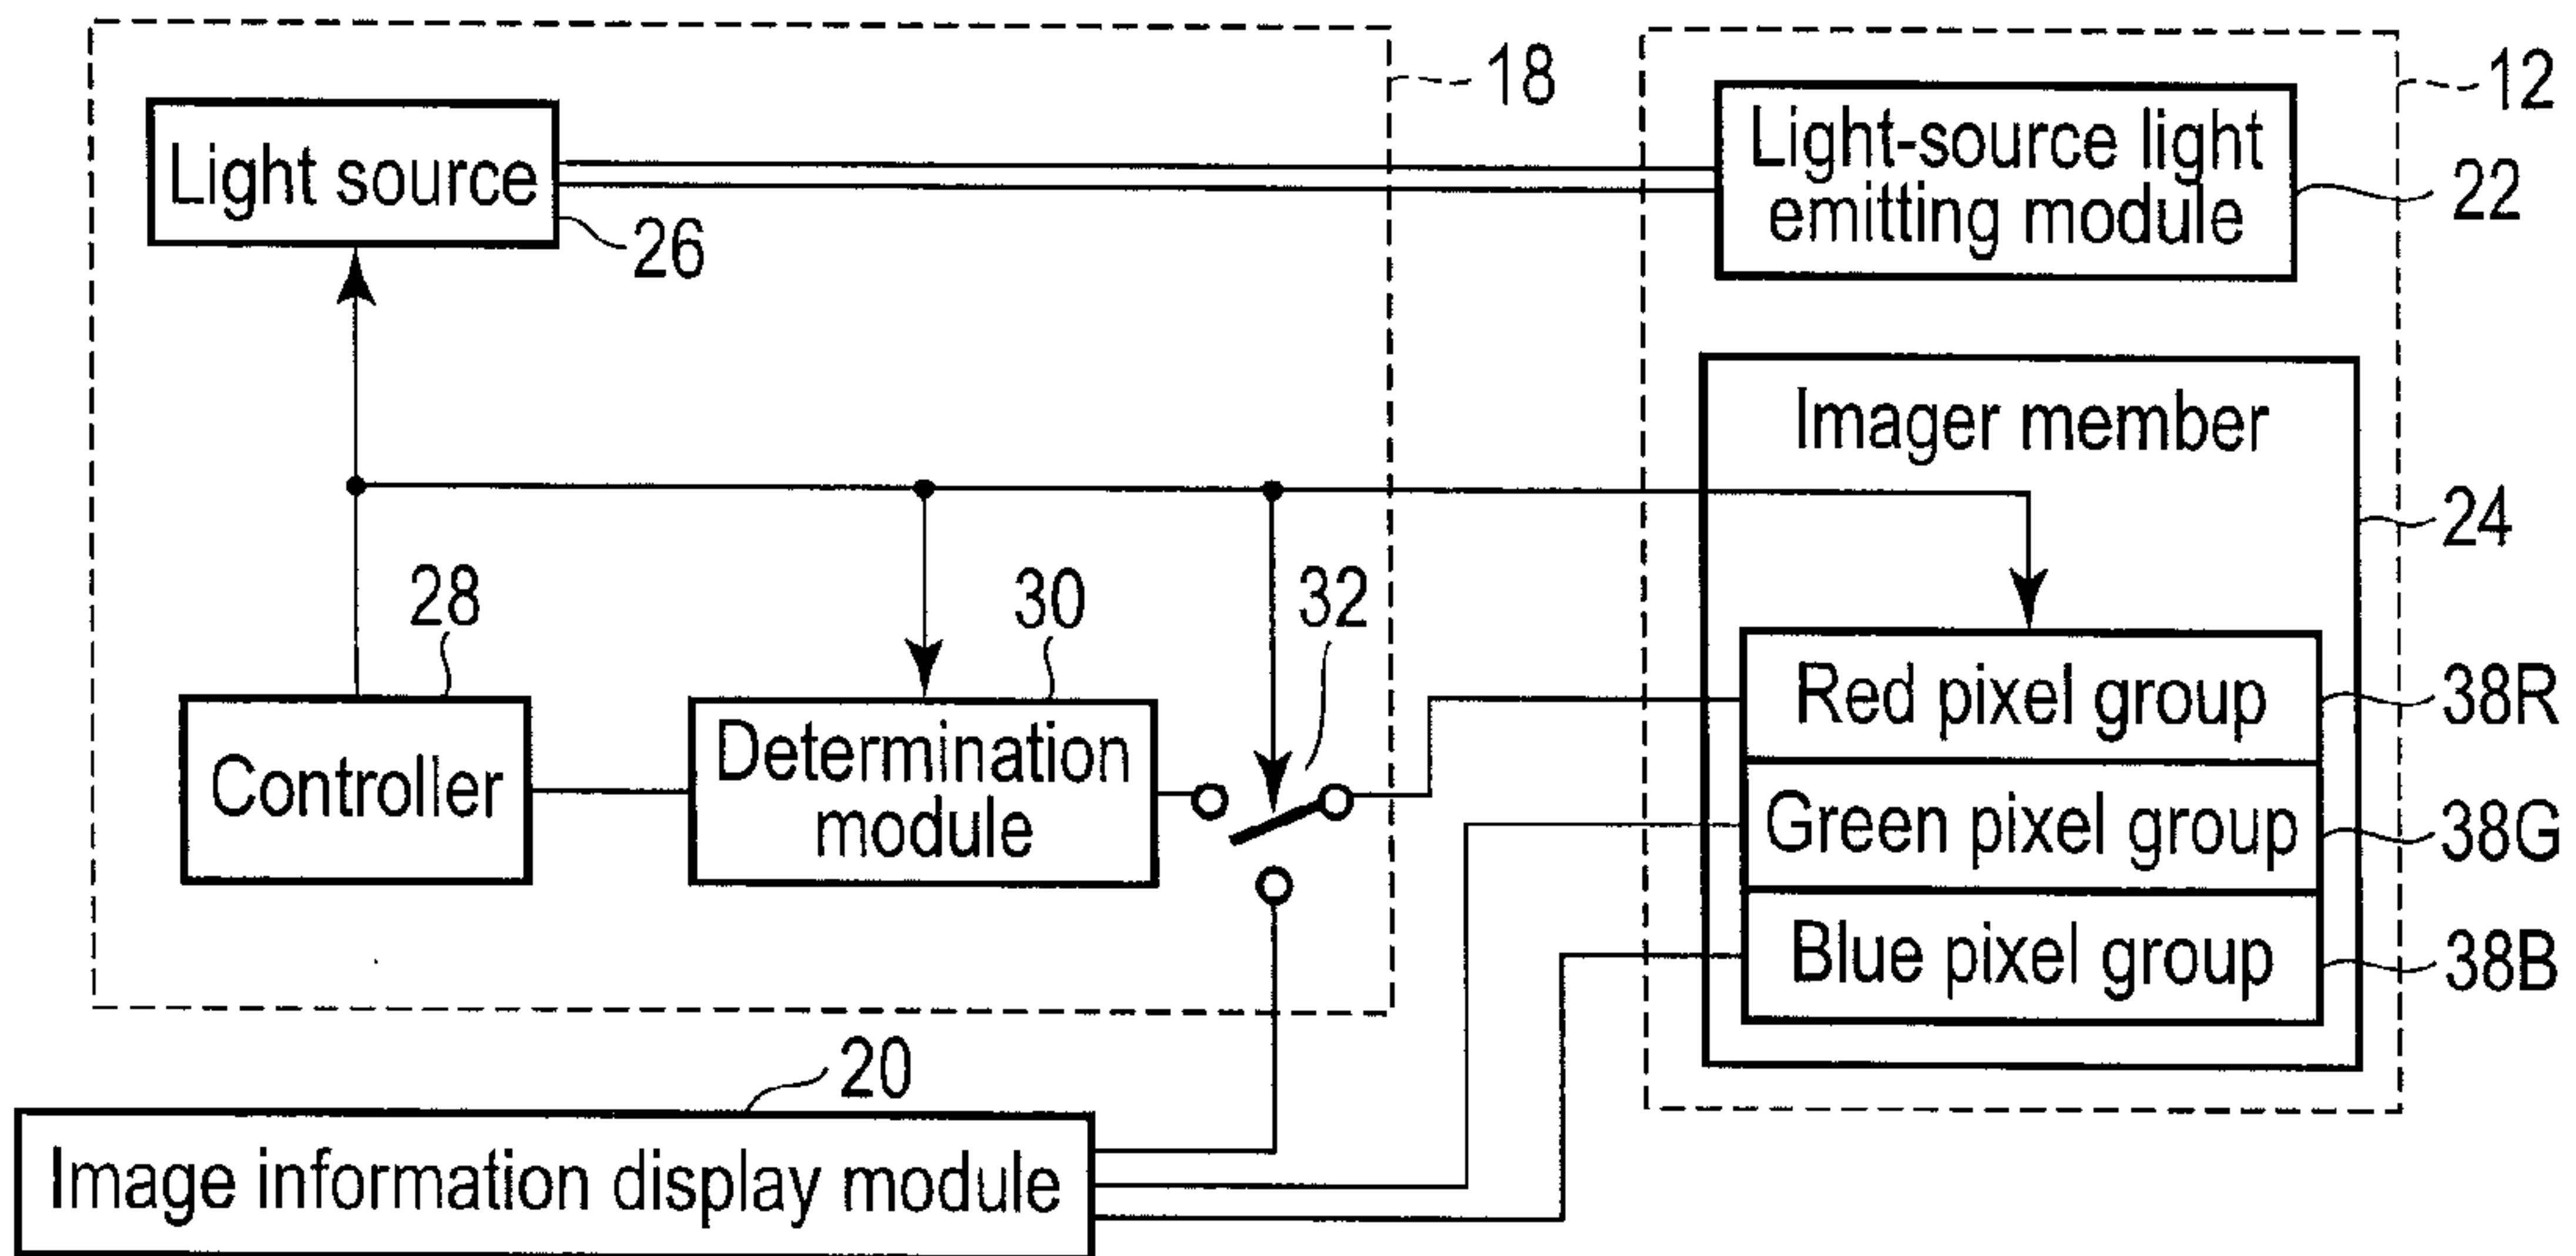 18
12
Light source
26
Light-source light
emitting module
22
Imager member
24
28
30
32
Controller
Determination
module
Red pixel group
38R
Green pixel group
38G
Blue pixel group
38B
20
Image information display module